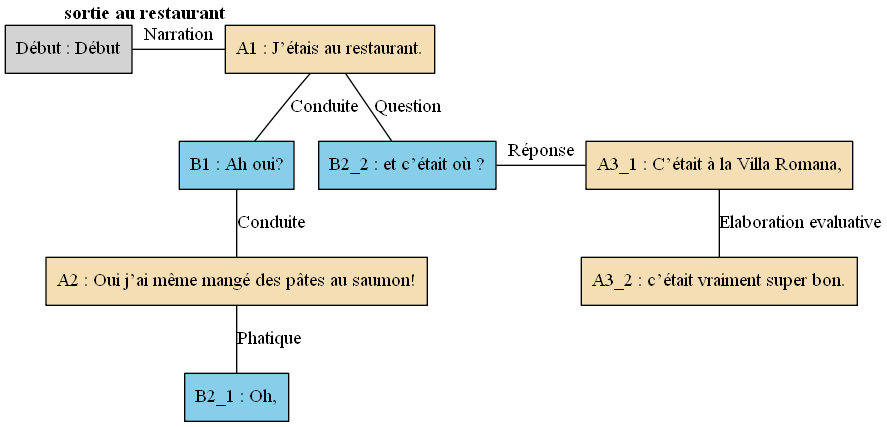 sortie au restaurant
Début : Début
Narration
A1 : J’étais au restaurant.
Conduite
Question
B1 : Ah oui?
B2_2 : et c’était où ?
Réponse
A3_1 : C’était à la Villa Romana,
Conduite
Elaboration evaluative
A2 : Oui j’ai même mangé des pâtes au saumon!
A3_2 : c’était vraiment super bon.
Phatique
B2_1 : Oh,